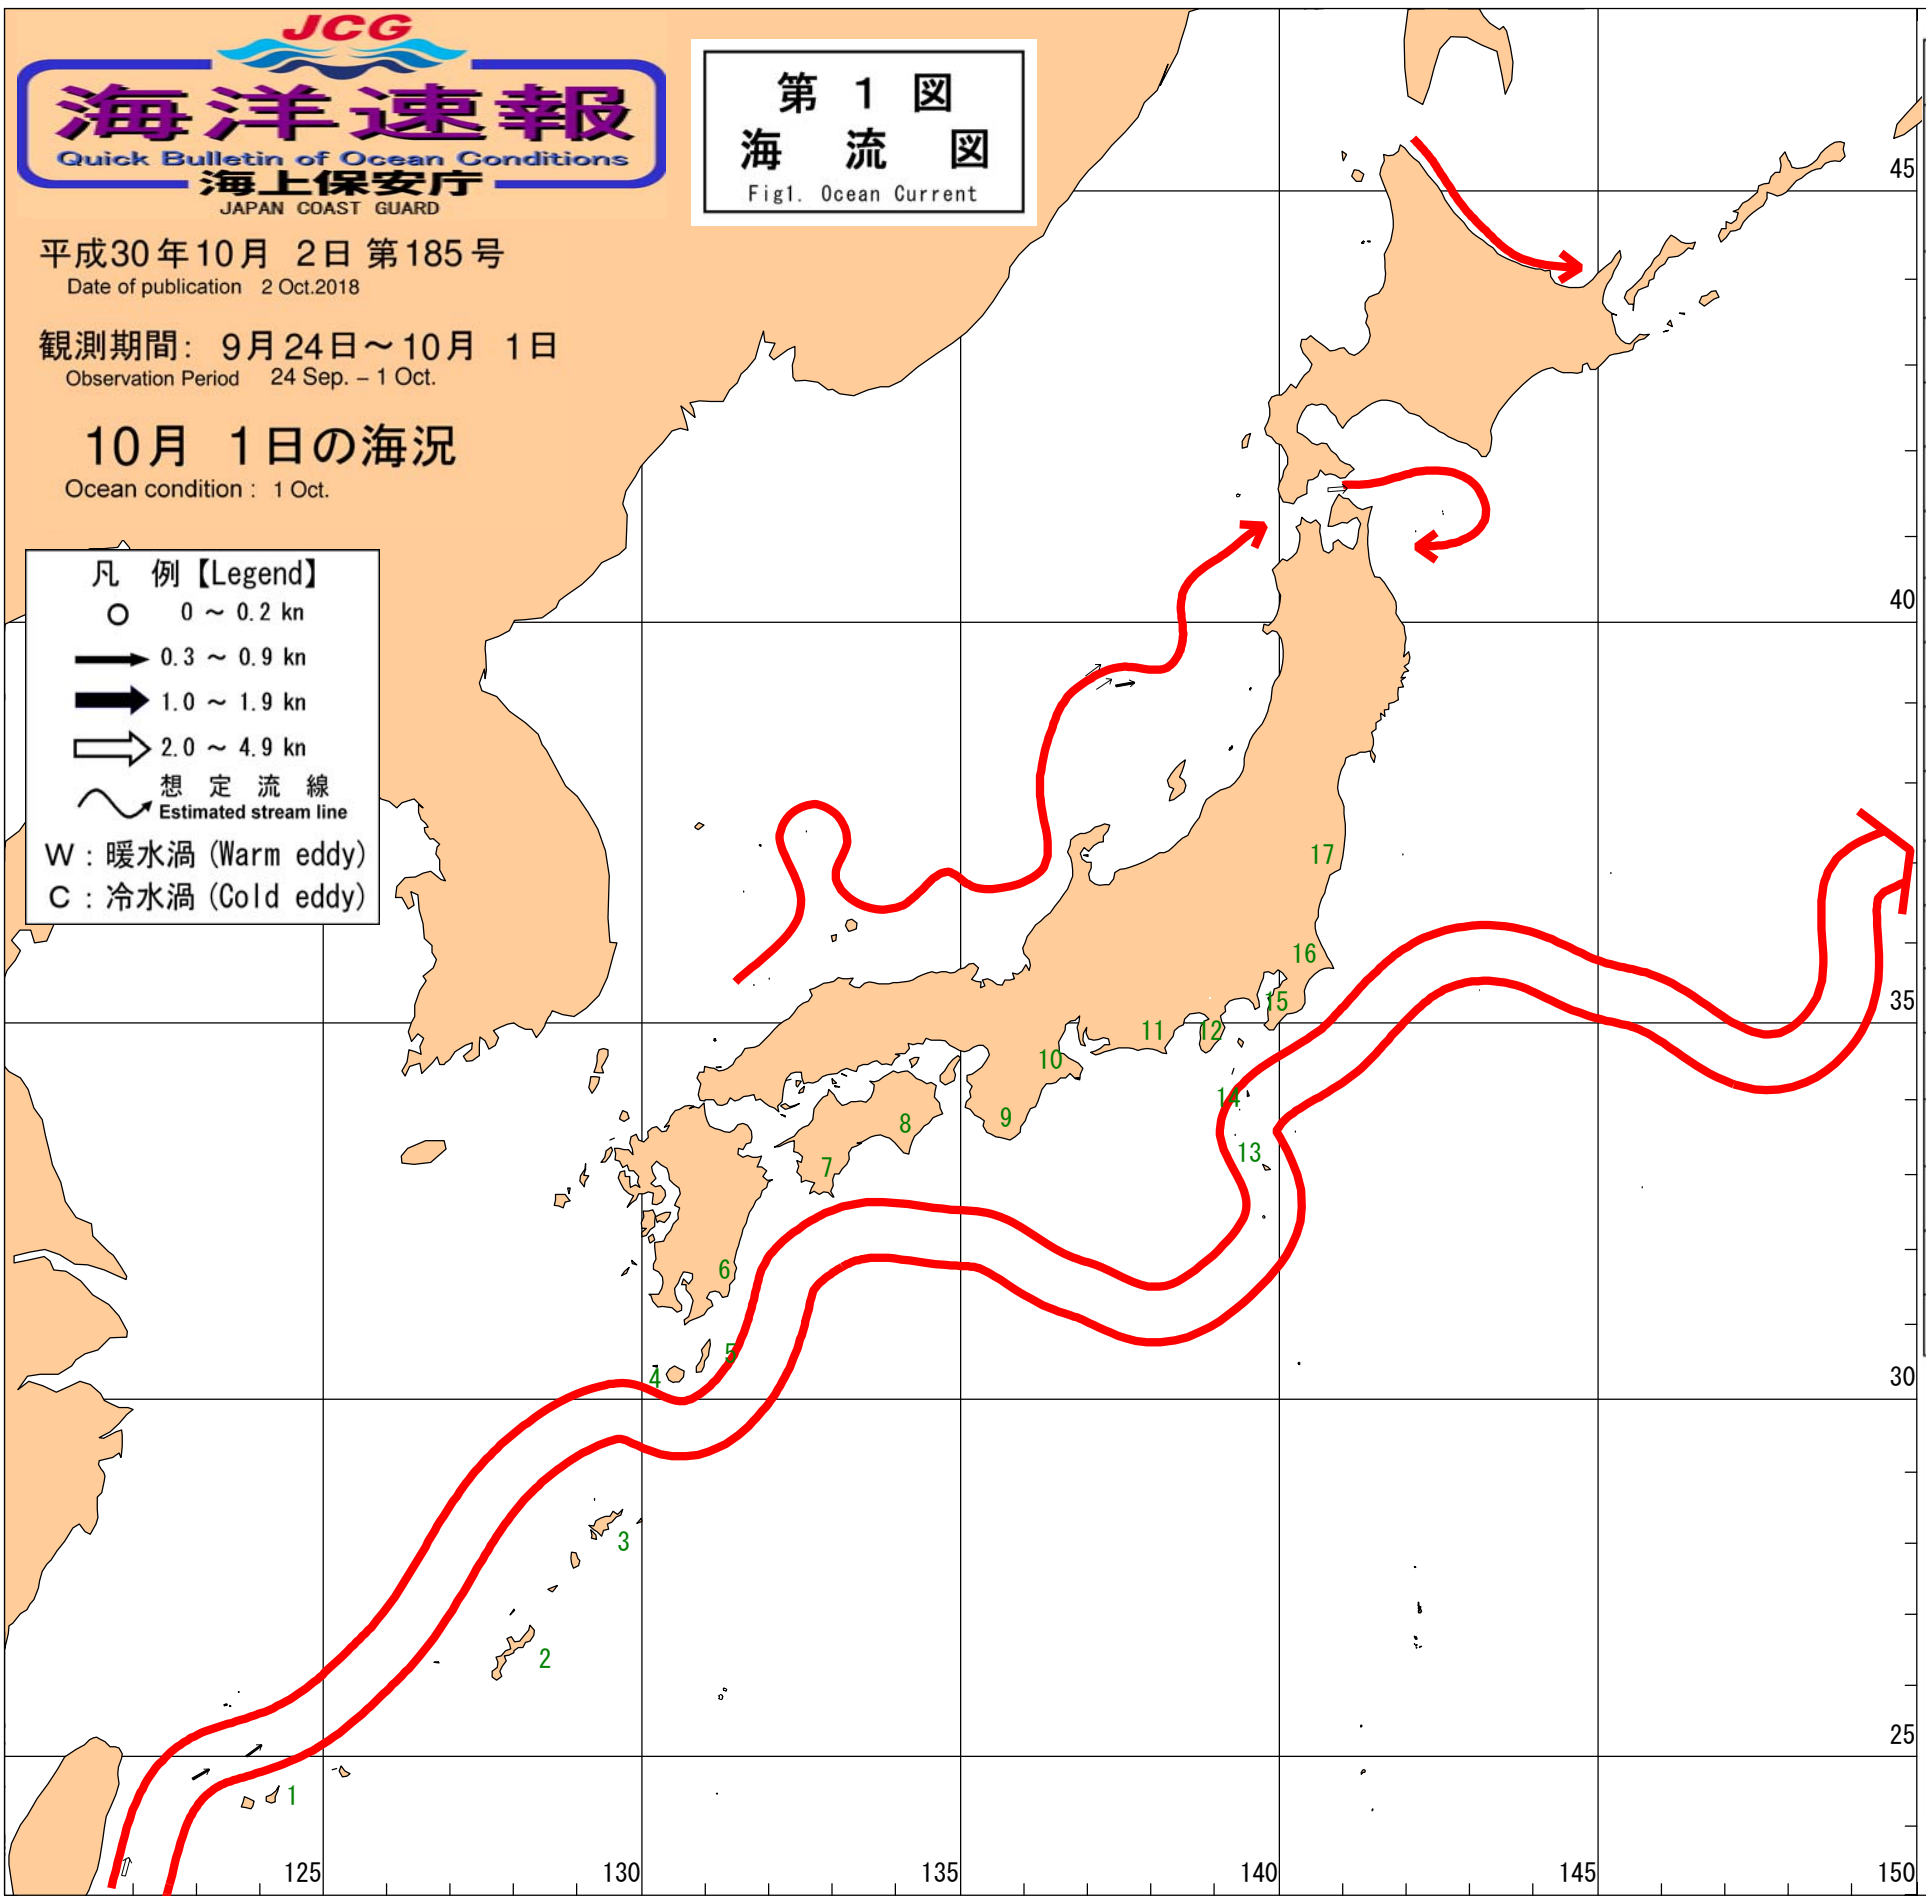 JCG
海洋速報
Quick Bulletin of Ocean Conditions
海上保安庁
JAPAN COAST GUARD
第 1 図
海 流 図
Fig1. Ocean Current
平成30年10月 2日 第185号
Date of publication 2 Oct.2018
観測期間: 9月24日～10月 1日
Observation Period 24 Sep. – 1 Oct.
10月 1日の海況
Ocean condition : 1 Oct.
凡 例【Legend】
0 ～ 0.2 kn
0.3 ～ 0.9 kn
1.0 ～ 1.9 kn
2.0 ～ 4.9 kn
想 定 流 線
Estimated stream line
W : 暖水渦 (Warm eddy)
C : 冷水渦 (Cold eddy)
45
40
17
16
35
15
12
11
10
14
9
8
13
7
6
5
4
30
3
2
25
1
125
130
135
140
145
150